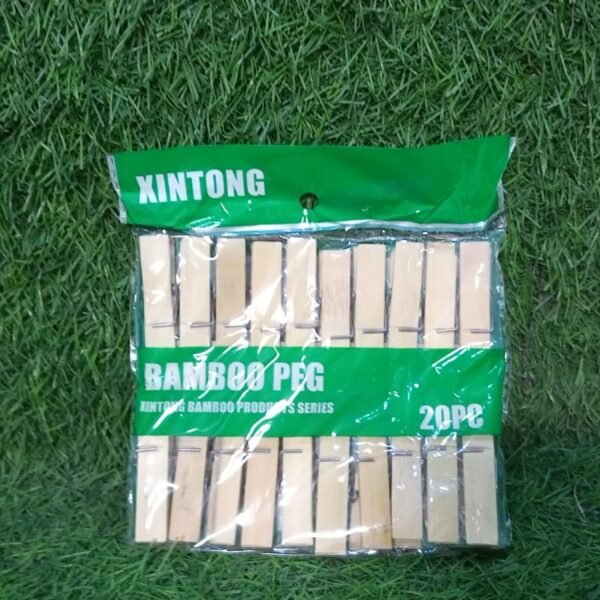 XINTONG
BAMBOO PEG
XINTONG BAMBOO PRODUCTS SERIES
20PC